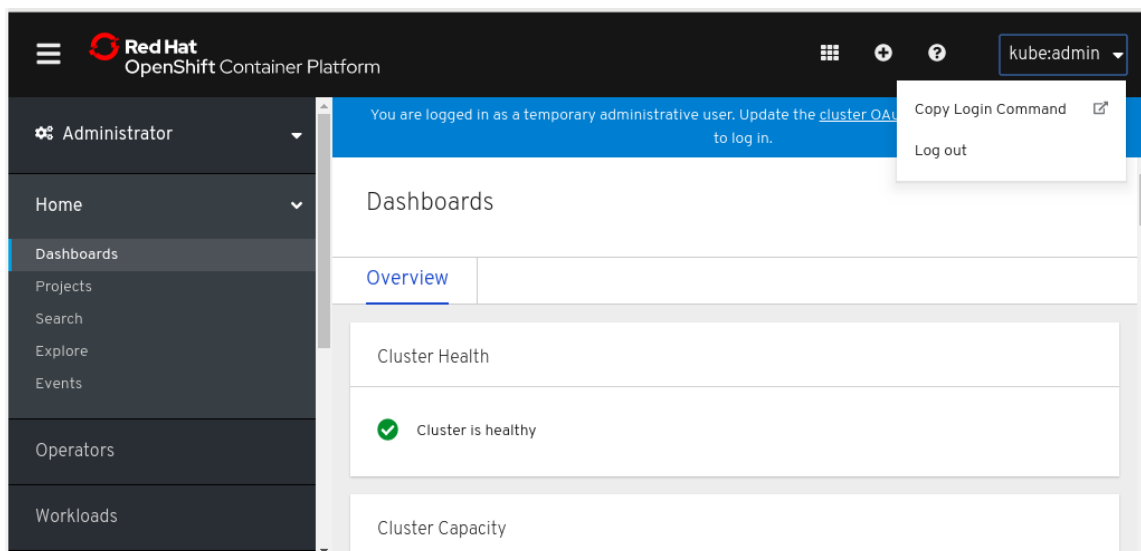 Red Hat
OpenShift Container Platform
kube:admin
Copy Login Command
Log out
Administrator
You are logged in as a temporary administrative user. Update the cluster OAu
to log in.
Home
Dashboards
Projects
Search
Explore
Events
Operators
Workloads
Dashboards
Overview
Cluster Health
Cluster is healthy
Cluster Capacity